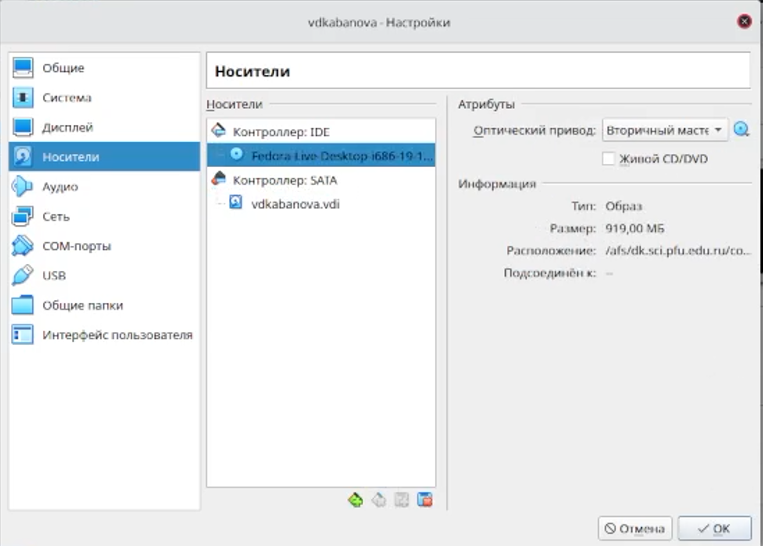 vdkabanova - Настройки
Общие
Система
Дисплей
Носители
Аудио
Сеть
COM-порты
USB
Общие папки
Интерфейс пользователя
Носители
Носители
Контроллер: IDE
Fedora-Live-Desktop-i686-19-1...
Контроллер: SATA
vdkabanova.vdi
Атрибуты
Оптический привод: Вторичный масте
Живой CD/DVD
Информация
Тип: Образ
Размер: 919,00 МБ
Расположение: /afs/dk.sci.pfu.edu.ru/co...
Подсоединён к: --
Отмена
OK